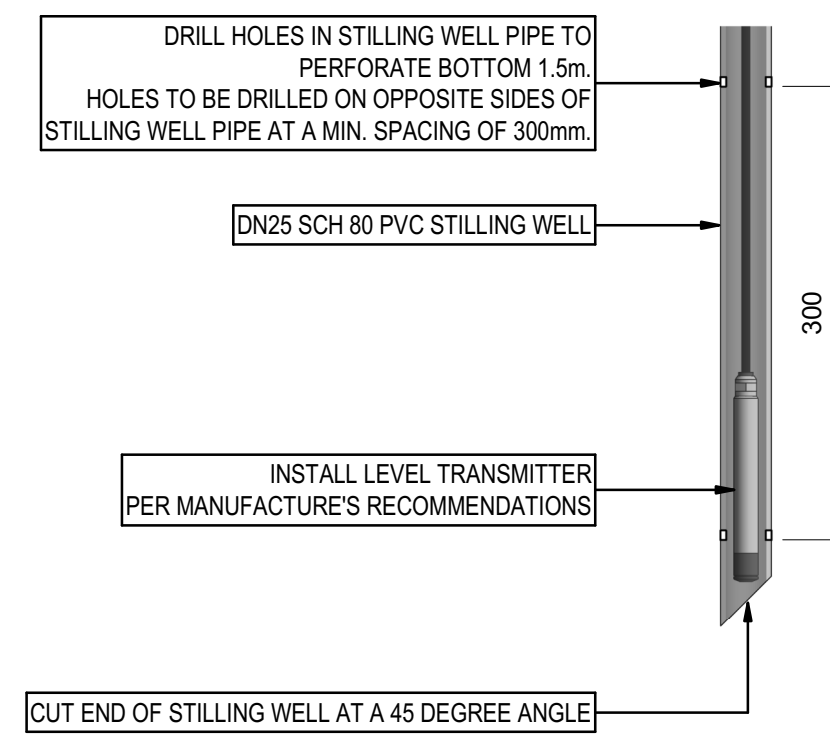 DRILL HOLES IN STILLING WELL PIPE TO
PERFORATE BOTTOM 1.5m.
HOLES TO BE DRILLED ON OPPOSITE SIDES OF
STILLING WELL PIPE AT A MIN. SPACING OF 300mm.
DN25 SCH 80 PVC STILLING WELL
300
INSTALL LEVEL TRANSMITTER
PER MANUFACTURE'S RECOMMENDATIONS
CUT END OF STILLING WELL AT A 45 DEGREE ANGLE